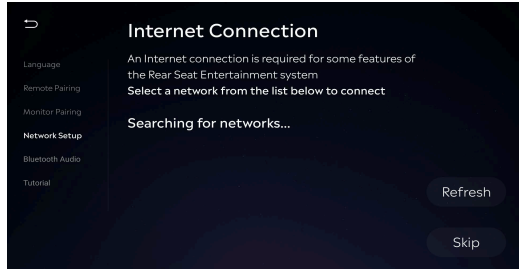 Internet Connection
An Internet connection is required for some features of
the Rear Seat Entertainment system
Select a network from the list below to connect
Searching for networks...
Language
Remote Pairing
Monitor Pairing
Network Setup
Bluetooth Audio
Tutorial
Refresh
Skip